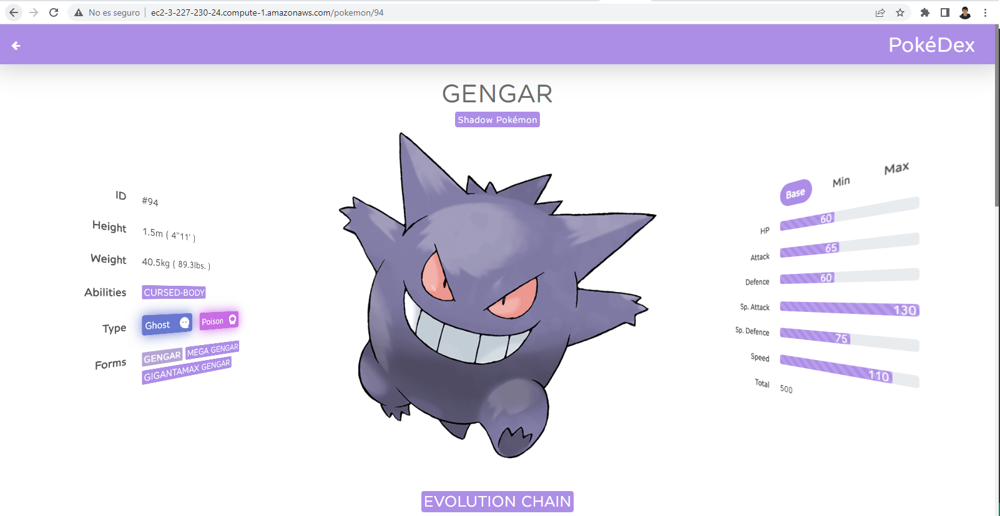 No es seguro
ec2-3-227-230-24.compute-1.amazonaws.com/pokemon/94
PokéDex
GENGAR
Shadow Pokémon
ID #94
Height 1.5m ( 4"11' )
Weight 40.5kg ( 89.3lbs. )
Abilities CURSED-BODY
Type Ghost Poison
Forms GENGAR MEGA GENGAR
GIGANTAMAX GENGAR
Base Min Max
HP 60
Attack 65
Defence 60
Sp. Attack 130
Sp. Defence 75
Speed 110
Total 500
EVOLUTION CHAIN